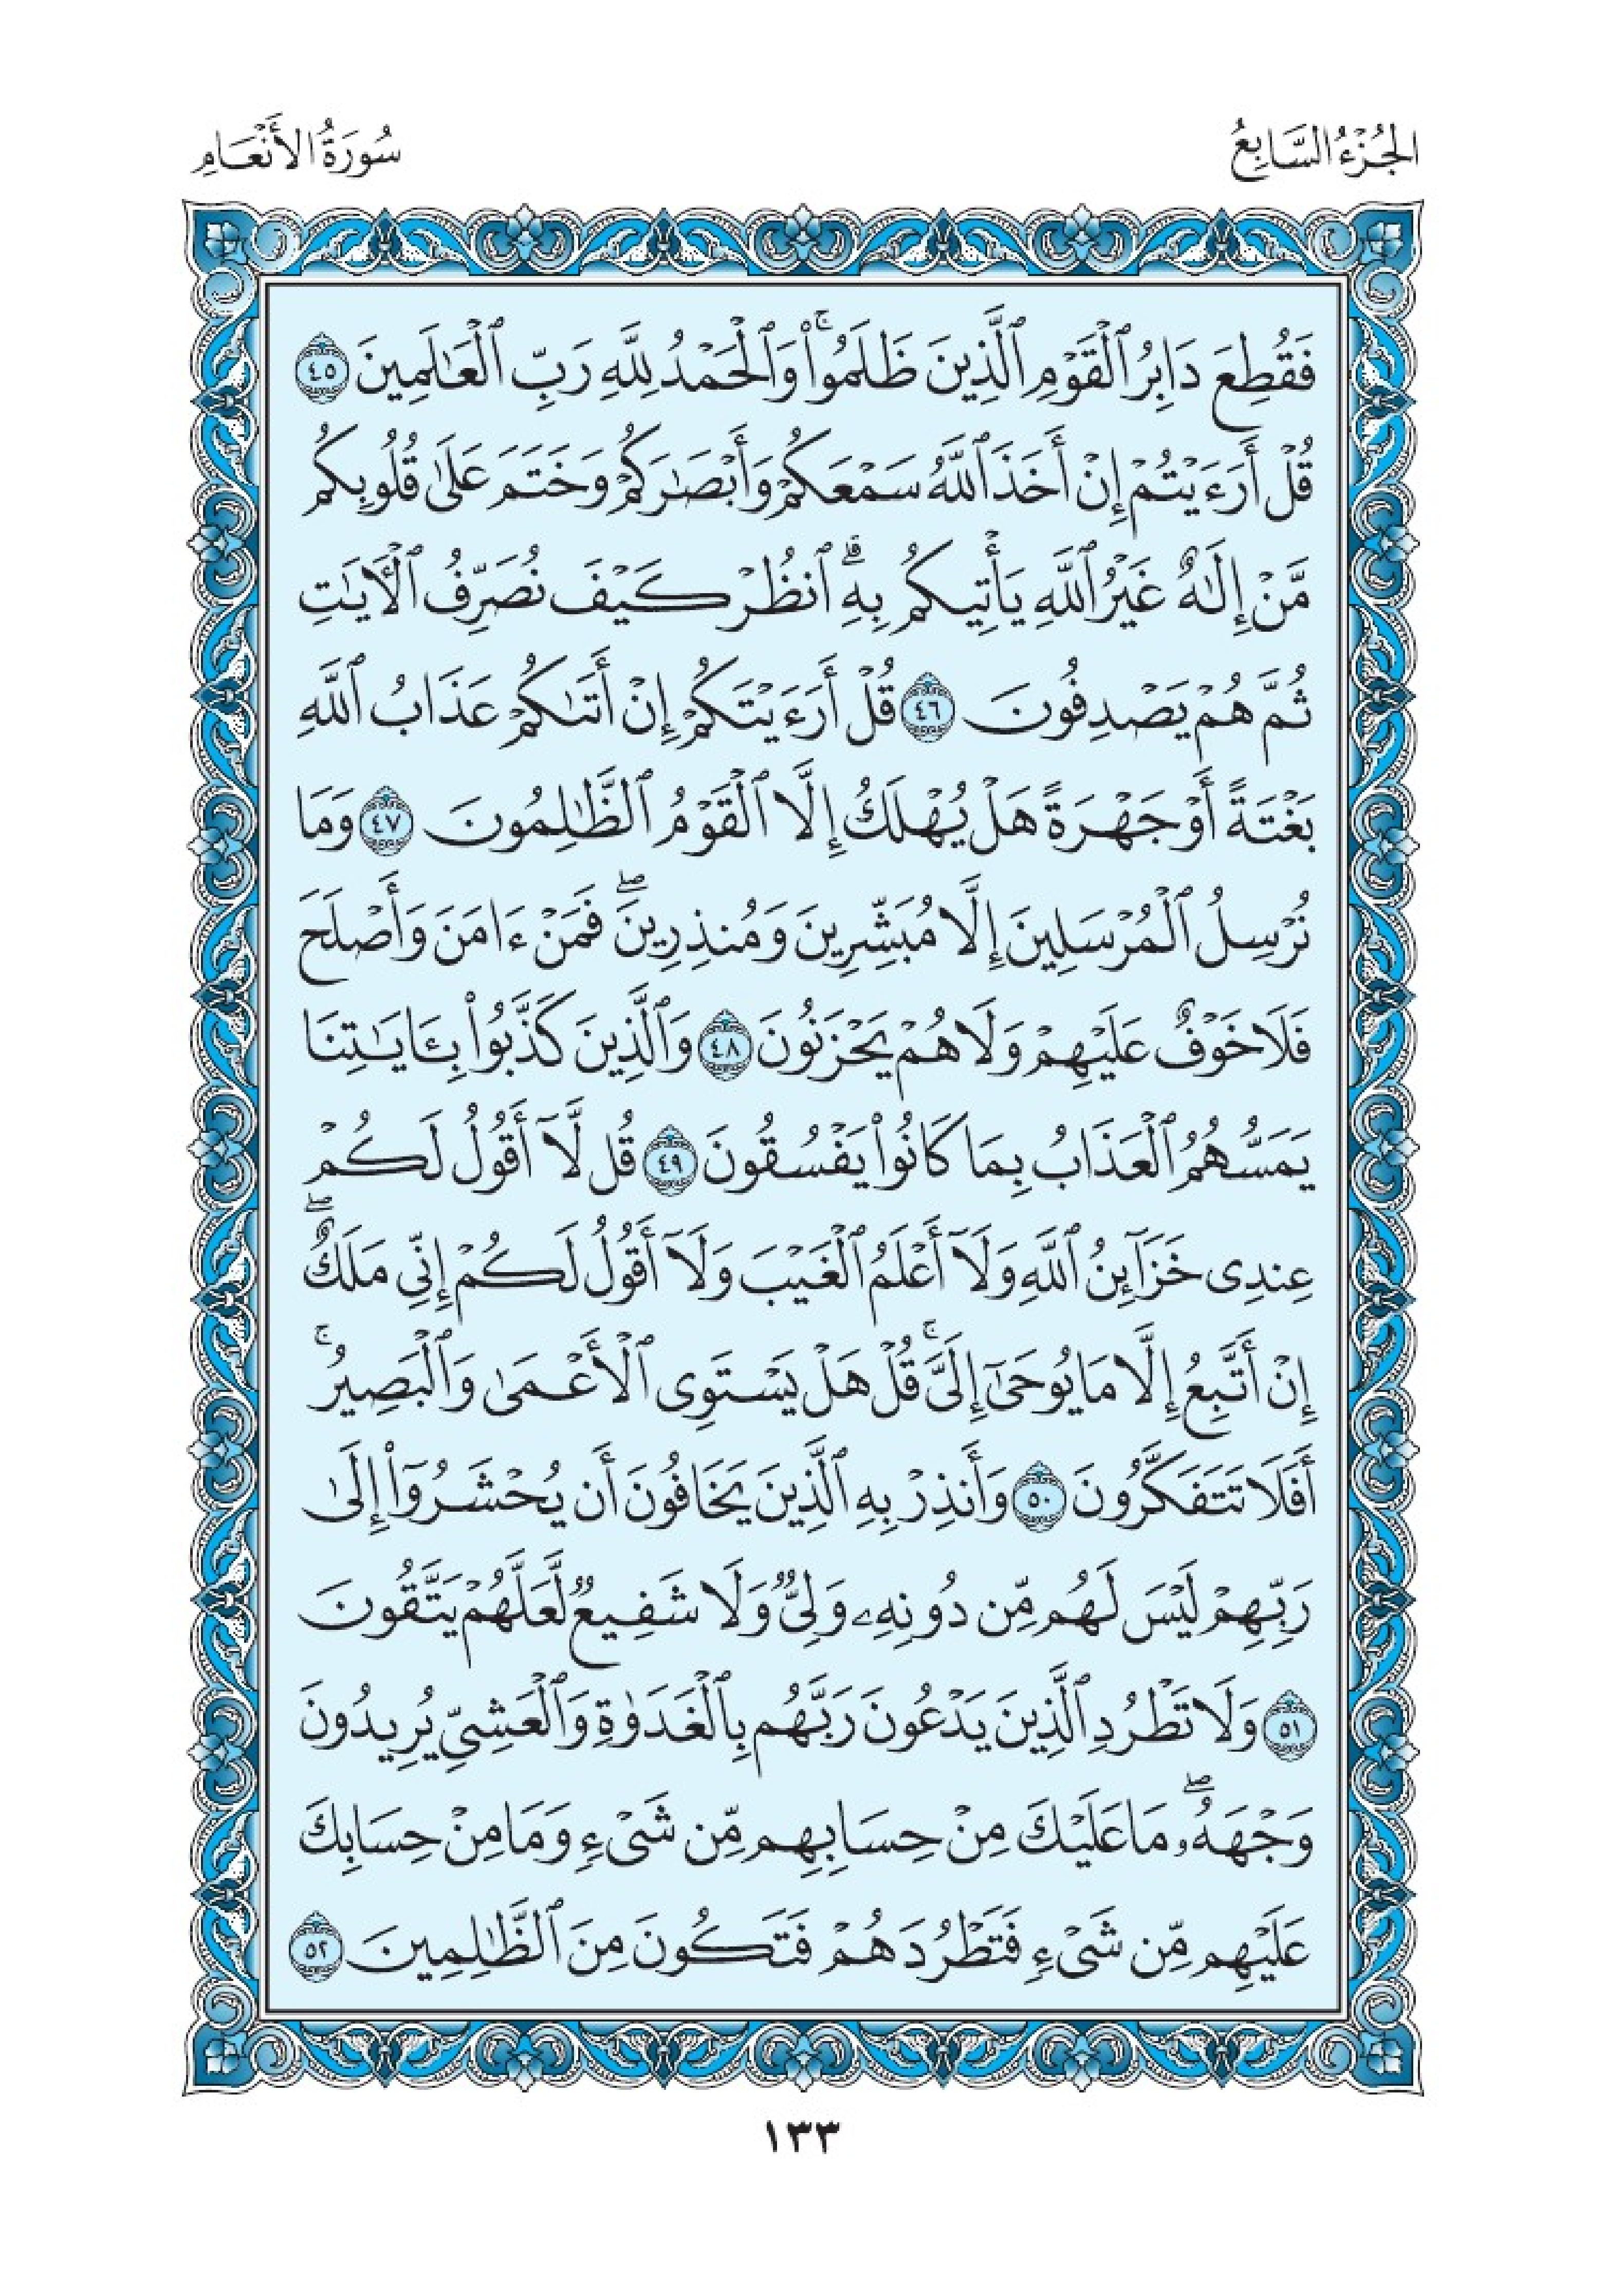 الجُزْءُ السَّابِعُ
سُورَةُ الأَنْعَامِ
فَقُطِعَ دَابِرُ ٱلْقَوْمِ ٱلَّذِينَ ظَلَمُوا۟ ۚ وَٱلْحَمْدُ لِلَّهِ رَبِّ ٱلْعَـٰلَمِينَ ٤٥
قُلْ أَرَءَيْتُمْ إِنْ أَخَذَ ٱللَّهُ سَمْعَكُمْ وَأَبْصَـٰرَكُمْ وَخَتَمَ عَلَىٰ قُلُوبِكُم
مَّنْ إِلَـٰهٌ غَيْرُ ٱللَّهِ يَأْتِيكُم بِهِ ۗ ٱنظُرْ كَيْفَ نُصَرِّفُ ٱلْـَٔايَـٰتِ
ثُمَّ هُمْ يَصْدِفُونَ ٤٦ قُلْ أَرَءَيْتَكُمْ إِنْ أَتَىٰكُمْ عَذَابُ ٱللَّهِ
بَغْتَةً أَوْ جَهْرَةً هَلْ يُهْلَكُ إِلَّا ٱلْقَوْمُ ٱلظَّـٰلِمُونَ ٤٧ وَمَا
نُرْسِلُ ٱلْمُرْسَلِينَ إِلَّا مُبَشِّرِينَ وَمُنذِرِينَ ۖ فَمَنْ ءَامَنَ وَأَصْلَحَ
فَلَا خَوْفٌ عَلَيْهِمْ وَلَا هُمْ يَحْزَنُونَ ٤٨ وَٱلَّذِينَ كَذَّبُوا۟ بِـَٔايَـٰتِنَا
يَمَسُّهُمُ ٱلْعَذَابُ بِمَا كَانُوا۟ يَفْسُقُونَ ٤٩ قُل لَّآ أَقُولُ لَكُمْ
عِندِى خَزَآئِنُ ٱللَّهِ وَلَآ أَعْلَمُ ٱلْغَيْبَ وَلَآ أَقُولُ لَكُمْ إِنِّى مَلَكٌ ۖ
إِنْ أَتَّبِعُ إِلَّا مَا يُوحَىٰٓ إِلَىَّ ۚ قُلْ هَلْ يَسْتَوِى ٱلْأَعْمَىٰ وَٱلْبَصِيرُ ۚ
أَفَلَا تَتَفَكَّرُونَ ٥٠ وَأَنذِرْ بِهِ ٱلَّذِينَ يَخَافُونَ أَن يُحْشَرُوٓا۟ إِلَىٰ
رَبِّهِمْ لَيْسَ لَهُم مِّن دُونِهِۦ وَلِىٌّ وَلَا شَفِيعٌ لَّعَلَّهُمْ يَتَّقُونَ
٥١ وَلَا تَطْرُدِ ٱلَّذِينَ يَدْعُونَ رَبَّهُم بِٱلْغَدَوٰةِ وَٱلْعَشِىِّ يُرِيدُونَ
وَجْهَهُۥ ۖ مَا عَلَيْكَ مِنْ حِسَابِهِم مِّن شَىْءٍ وَمَا مِنْ حِسَابِكَ
عَلَيْهِم مِّن شَىْءٍ فَتَطْرُدَهُمْ فَتَكُونَ مِنَ ٱلظَّـٰلِمِينَ ٥٢
١٣٣